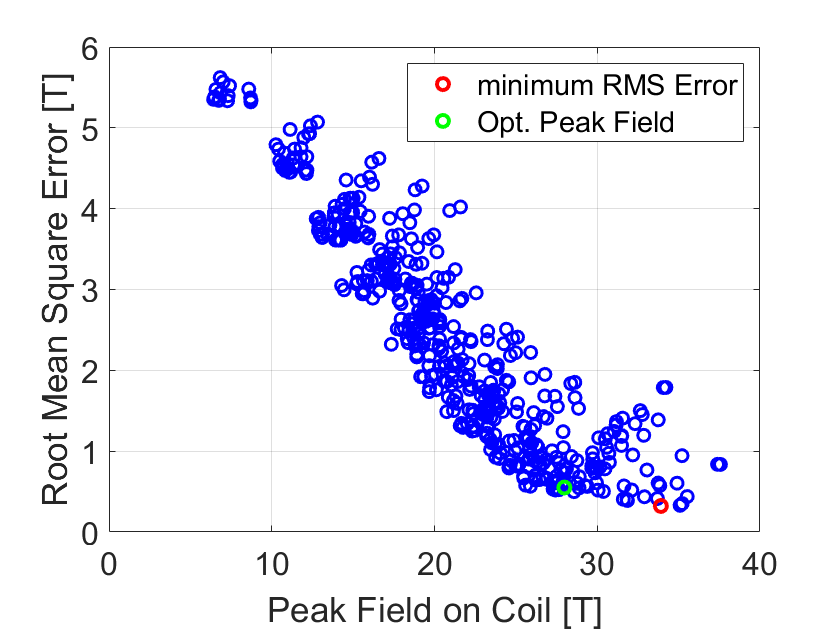 6
5
4
3
2
1
0
0 10 20 30 40
Root Mean Square Error [T]
Peak Field on Coil [T]
minimum RMS Error
Opt. Peak Field